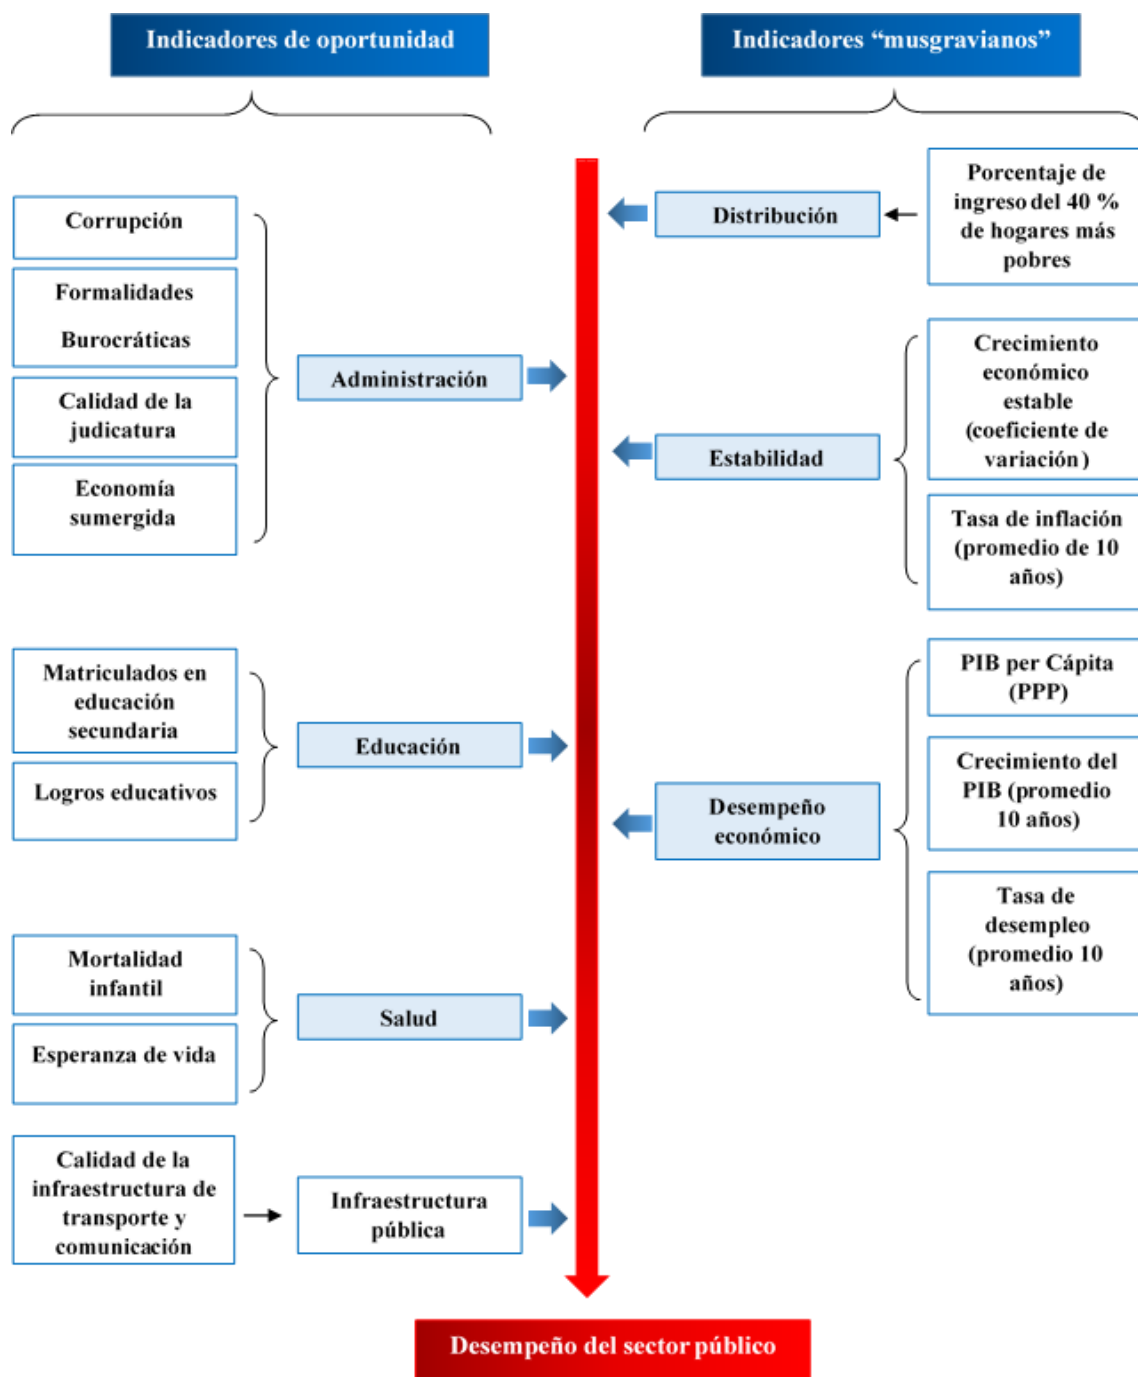 Indicadores de oportunidad
Indicadores “musgravianos”
Corrupción
Formalidades
Burocráticas
Calidad de la
judicatura
Economía
sumergida
Administración
Matriculados en
educación
secundaria
Logros educativos
Educación
Mortalidad
infantil
Esperanza de vida
Salud
Calidad de la
infraestructura de
transporte y
comunicación
Infraestructura
pública
Distribución
Porcentaje de
ingreso del 40 %
de hogares más
pobres
Estabilidad
Crecimiento
económico
estable
(coeficiente de
variación)
Tasa de inflación
(promedio de 10
años)
Desempeño
económico
PIB per Cápita
(PPP)
Crecimiento del
PIB (promedio
10 años)
Tasa de
desempleo
(promedio 10
años)
Desempeño del sector público